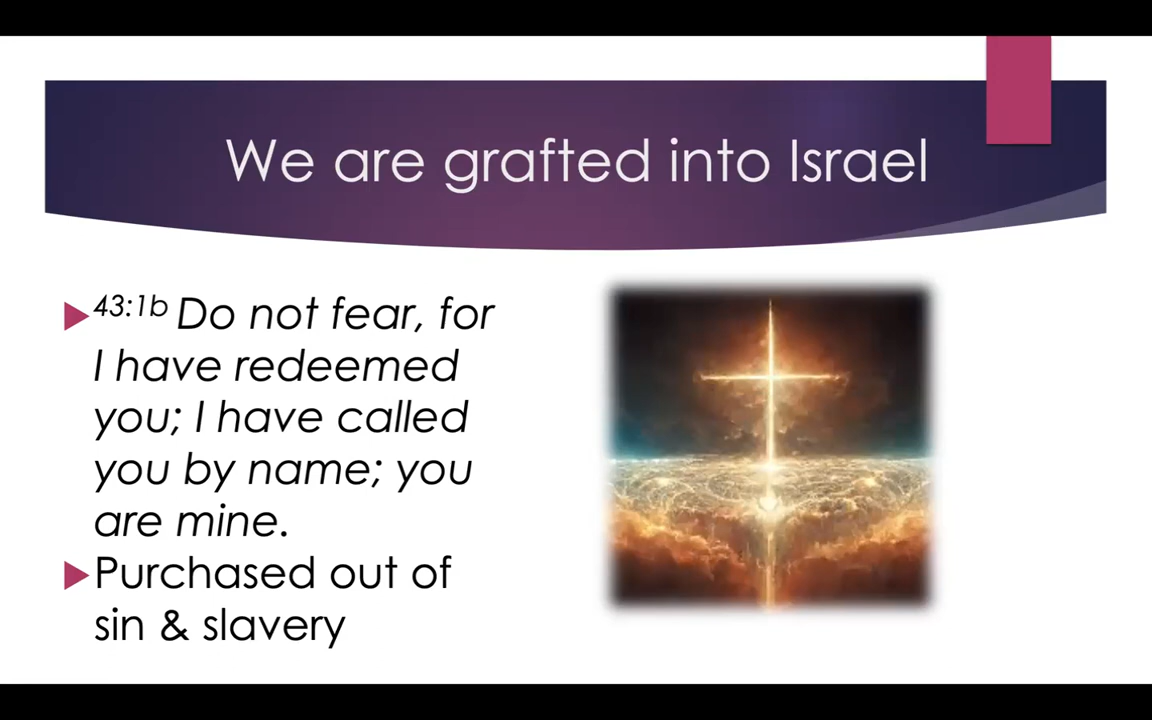 We are grafted into Israel
43:1b Do not fear, for
I have redeemed
you; I have called
you by name; you
are mine.
Purchased out of
sin & slavery